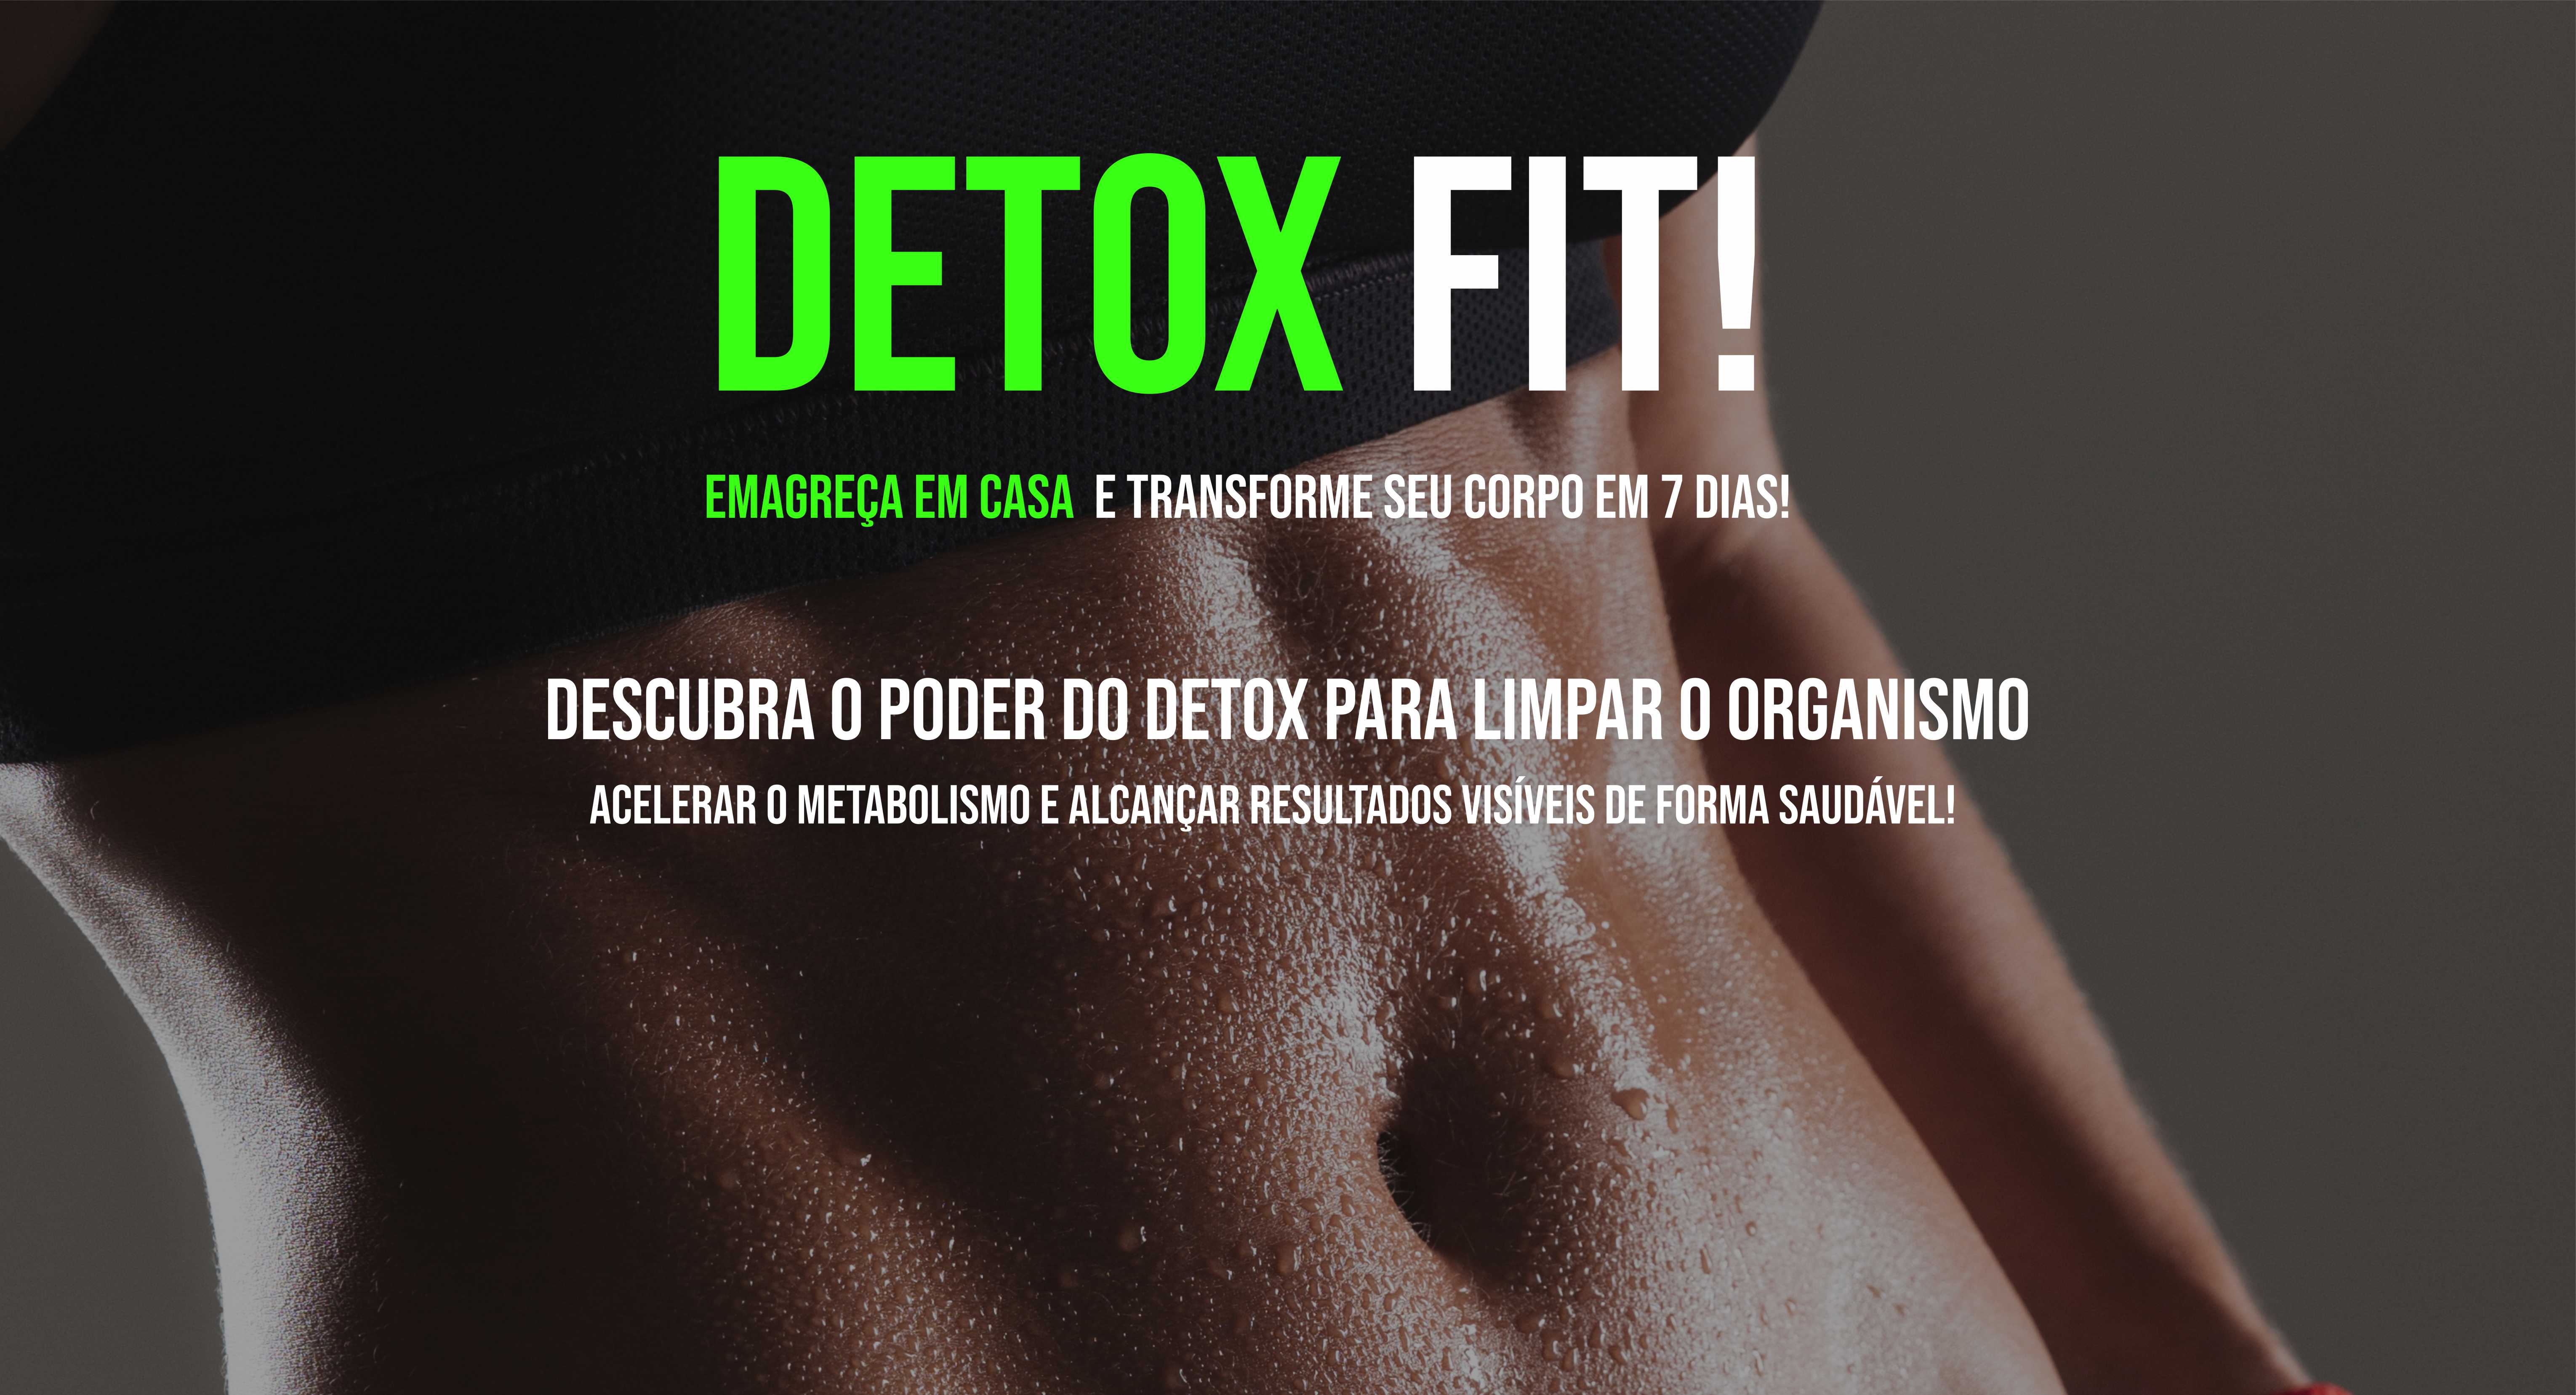 DETOX FIT!
EMAGREÇA EM CASA E TRANSFORME SEU CORPO EM 7 DIAS!
DESCUBRA O PODER DO DETOX PARA LIMPAR O ORGANISMO
ACELERAR O METABOLISMO E ALCANÇAR RESULTADOS VISÍVEIS DE FORMA SAUDÁVEL!